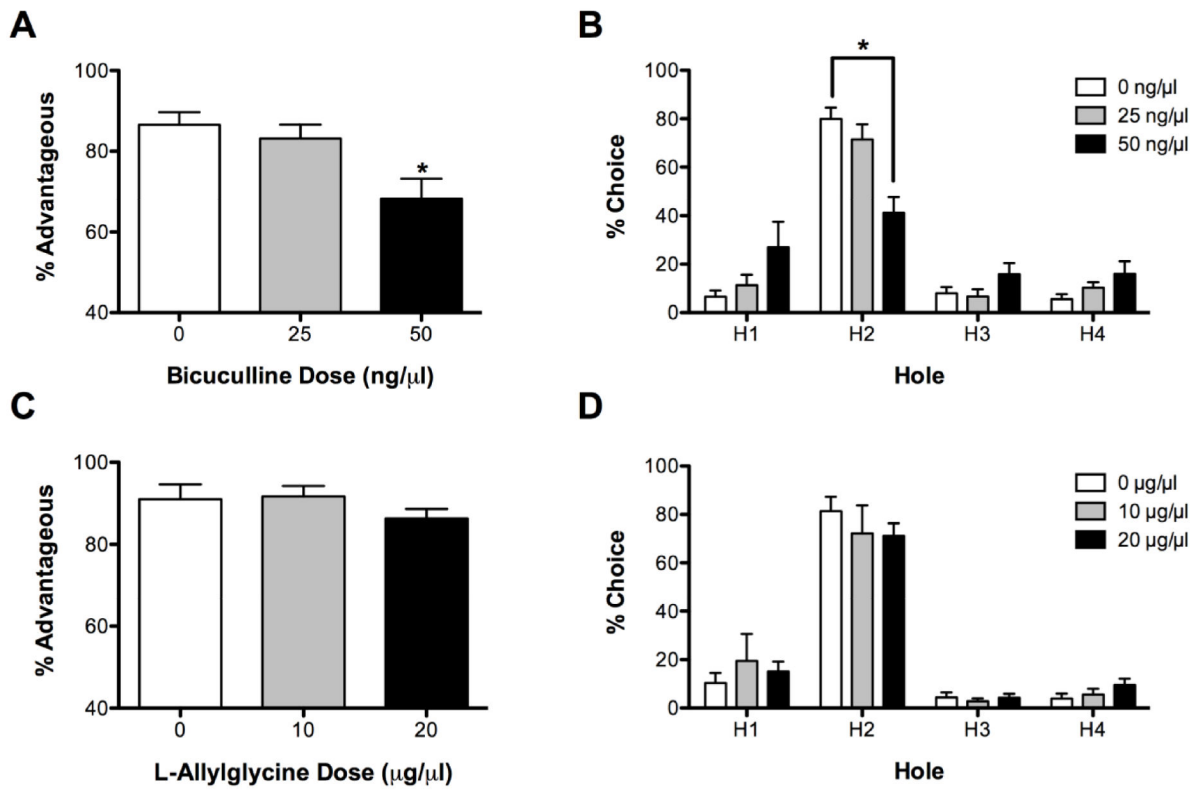 A
100
80
60
40
% Advantageous
*
0 25 50
Bicuculline Dose (ng/μl)
B
100
80
60
40
20
0
% Choice
*
0 ng/μl
25 ng/μl
50 ng/μl
H1 H2 H3 H4
Hole
C
100
80
60
40
% Advantageous
0 10 20
L-Allylglycine Dose (μg/μl)
D
100
80
60
40
20
0
% Choice
0 μg/μl
10 μg/μl
20 μg/μl
H1 H2 H3 H4
Hole